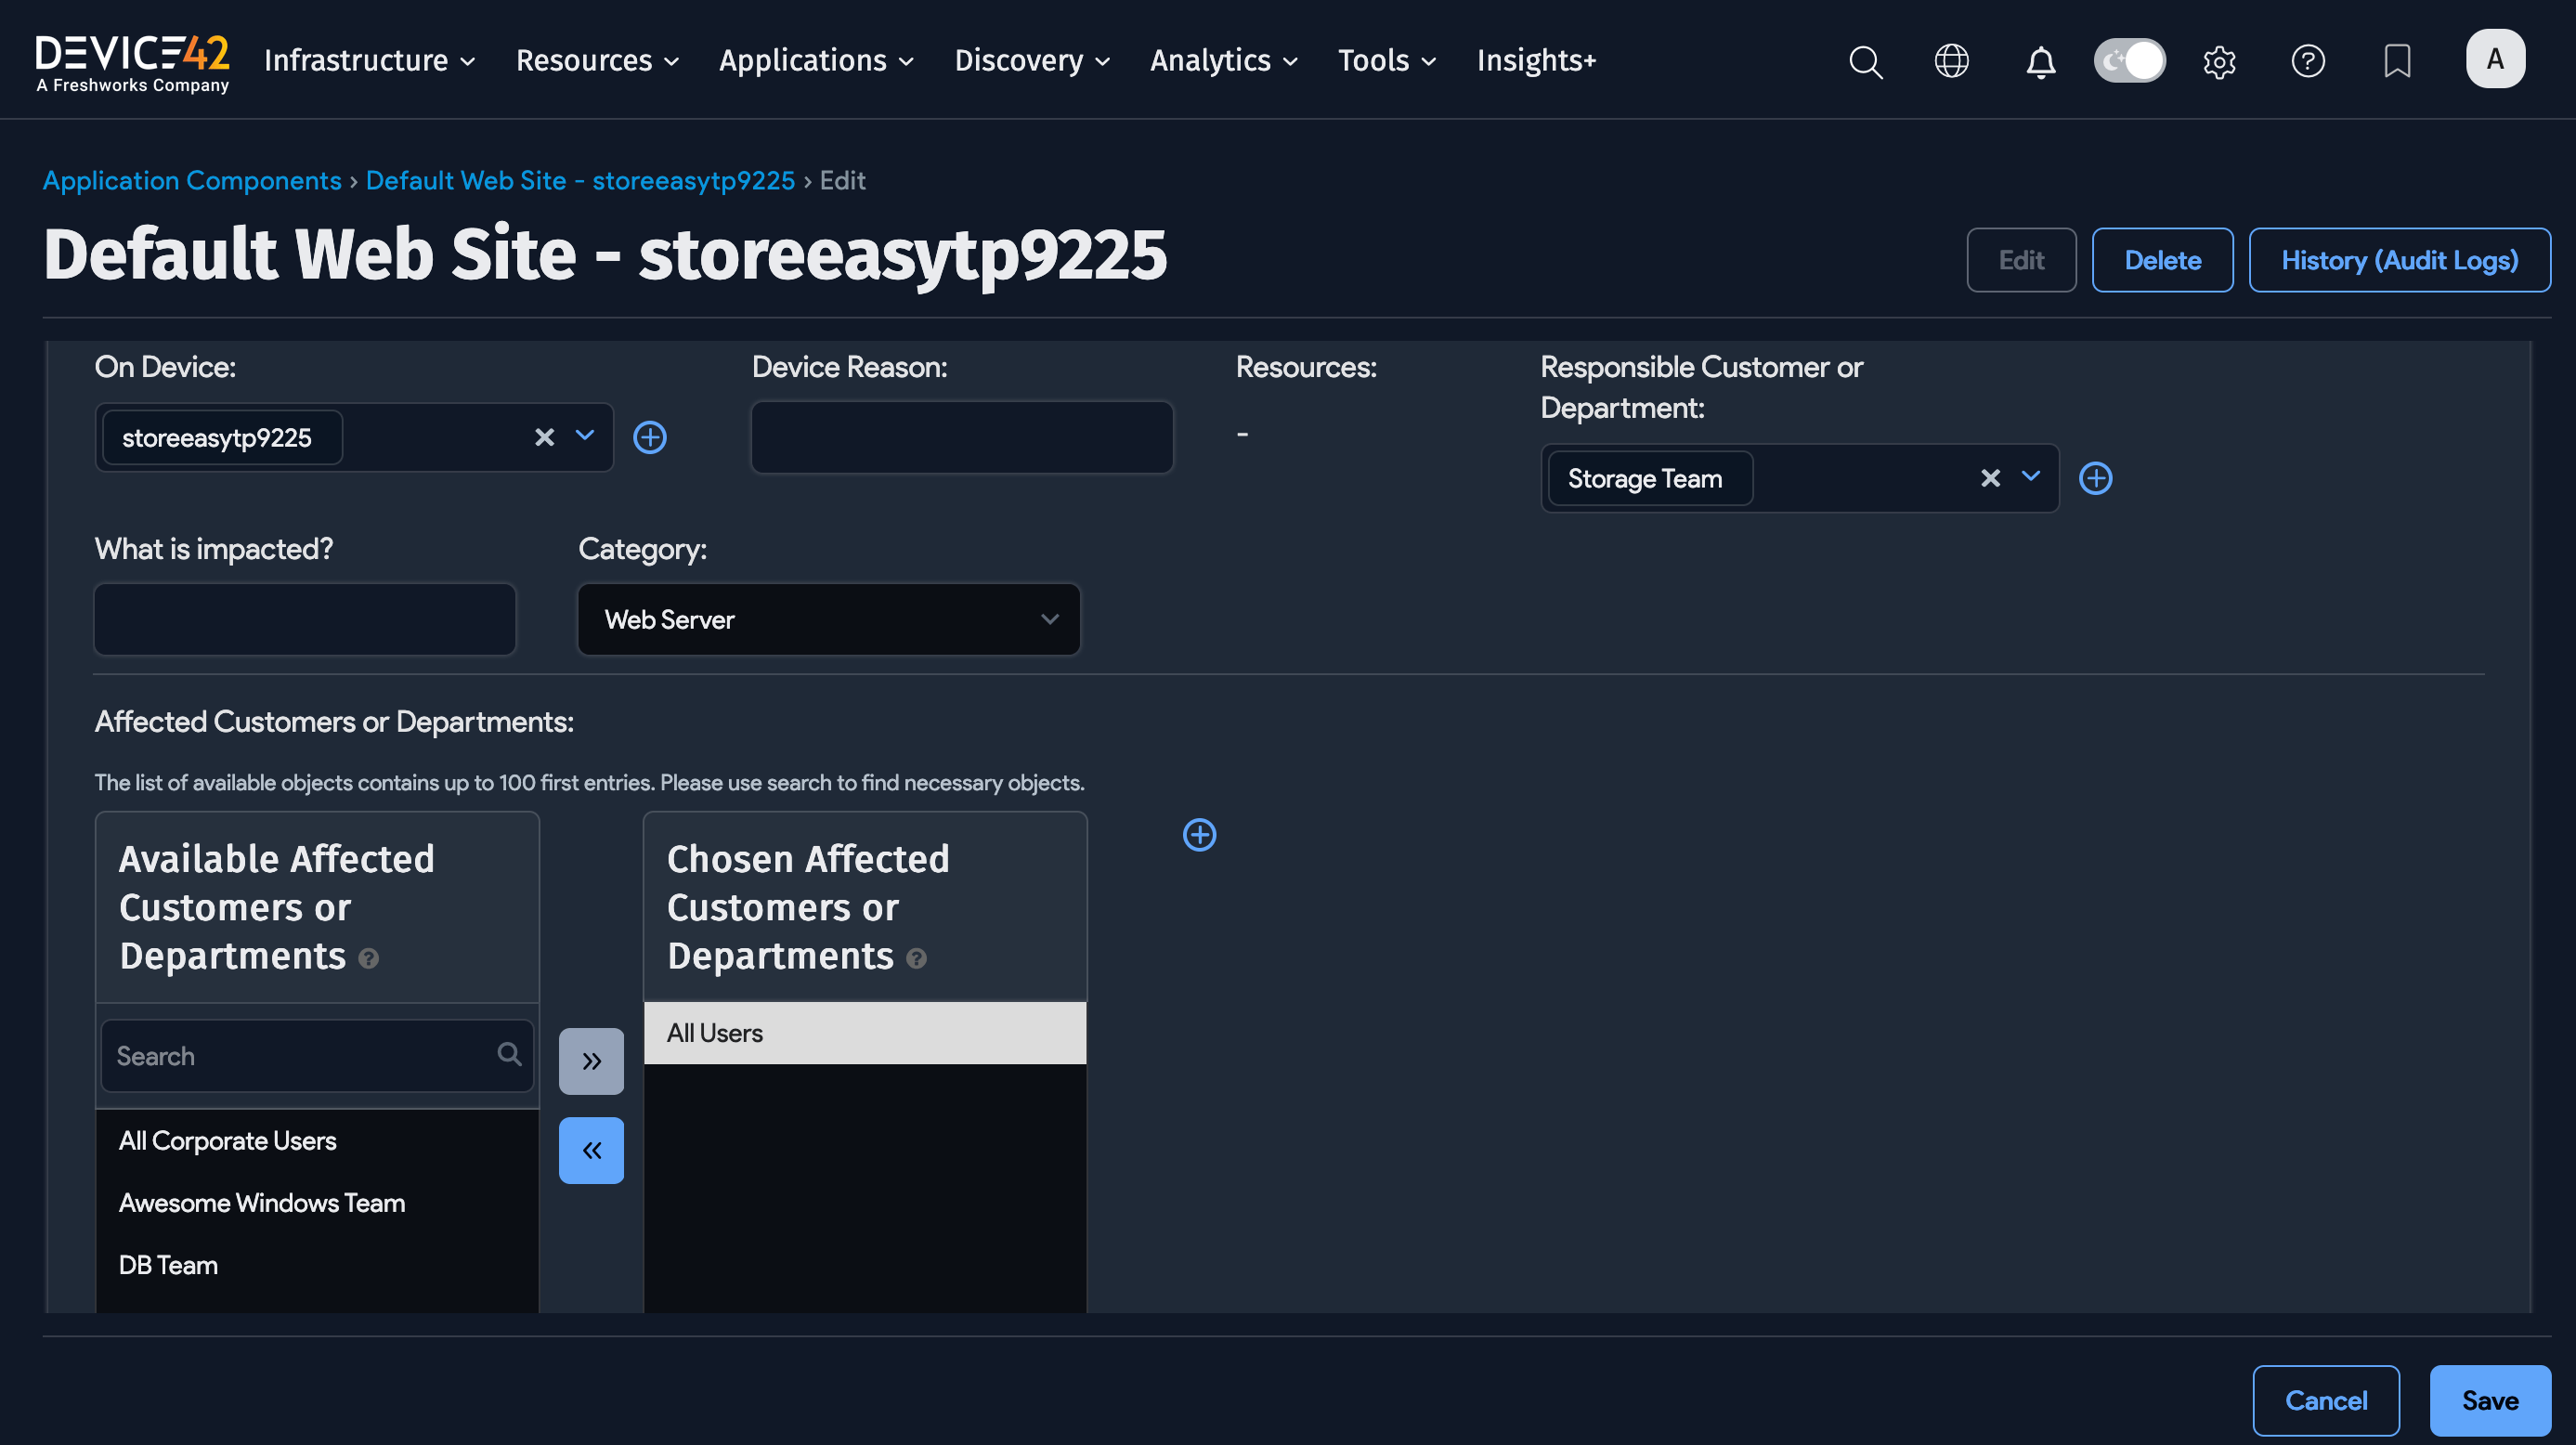 DEVICE42
A Freshworks Company
Infrastructure
Resources
Applications
Discovery
Analytics
Tools
Insights+
A
Application Components › Default Web Site - storeeasytp9225 › Edit
Default Web Site - storeeasytp9225
Edit
Delete
History (Audit Logs)
On Device:
storeeasytp9225
Device Reason:
Resources:
-
Responsible Customer or
Department:
Storage Team
What is impacted?
Category:
Web Server
Affected Customers or Departments:
The list of available objects contains up to 100 first entries. Please use search to find necessary objects.
Available Affected
Customers or
Departments ?
Search
All Corporate Users
Awesome Windows Team
DB Team
»
«
Chosen Affected
Customers or
Departments ?
All Users
Cancel
Save